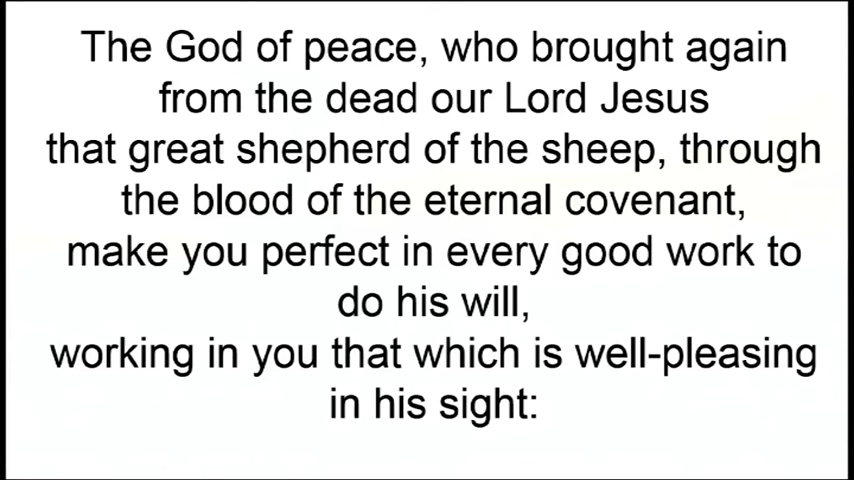 The God of peace, who brought again
from the dead our Lord Jesus
that great shepherd of the sheep, through
the blood of the eternal covenant,
make you perfect in every good work to
do his will,
working in you that which is well-pleasing
in his sight: